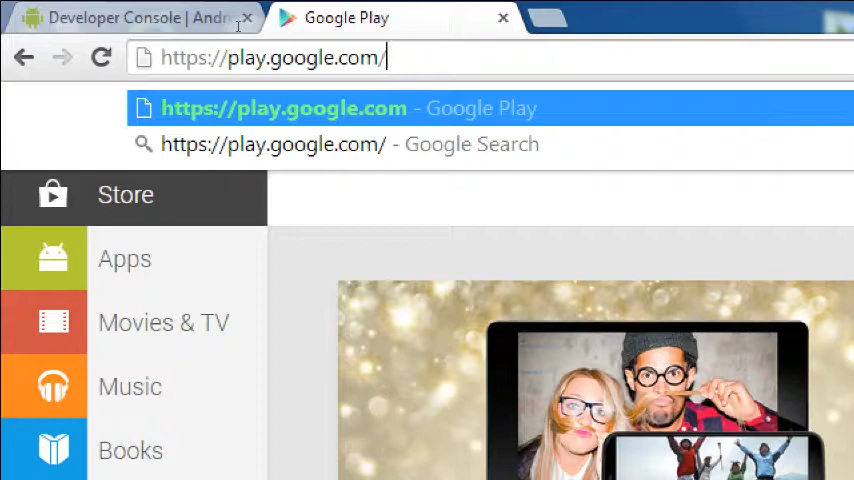 Developer Console | Andr
Google Play
https://play.google.com/
https://play.google.com - Google Play
https://play.google.com/ - Google Search
Store
Apps
Movies & TV
Music
Books